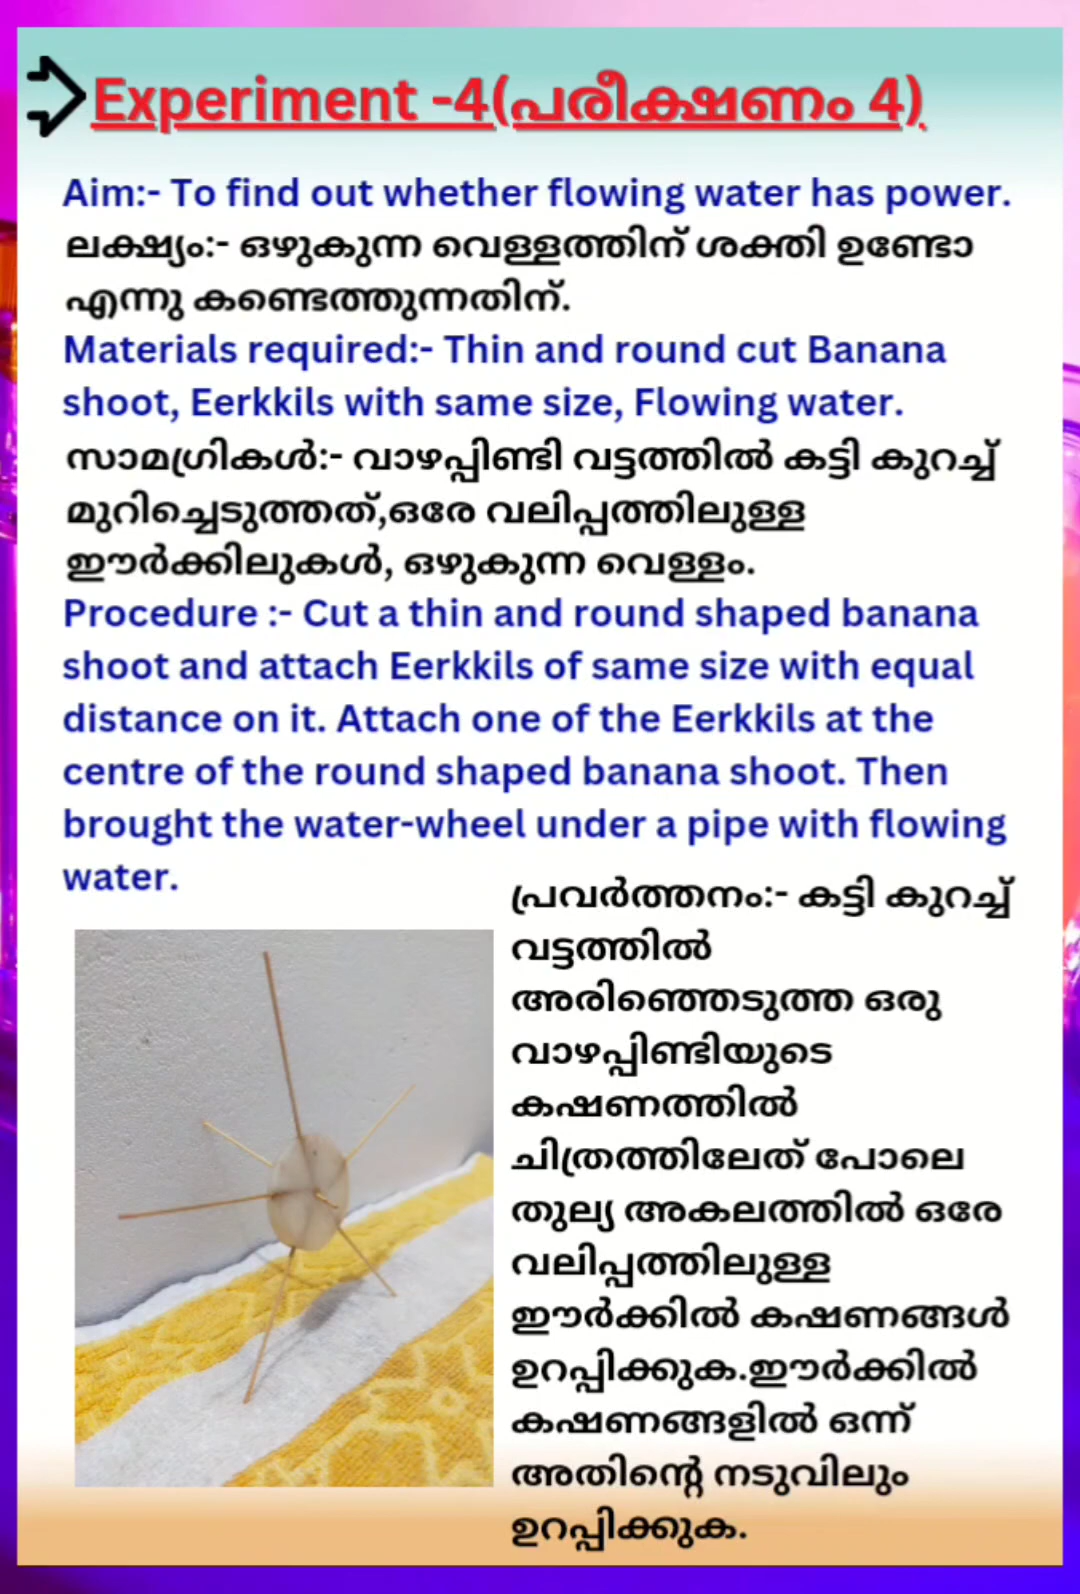 Experiment -4(പരീക്ഷണം 4)
Aim:- To find out whether flowing water has power.
ലക്ഷ്യം:- ഒഴുകുന്ന വെള്ളത്തിന് ശക്തി ഉണ്ടോ
എന്നു കണ്ടെത്തുന്നതിന്.
Materials required:- Thin and round cut Banana
shoot, Eerkkils with same size, Flowing water.
സാമഗ്രികൾ:- വാഴപ്പിണ്ടി വട്ടത്തിൽ കട്ടി കുറച്ച്
മുറിച്ചെടുത്തത്,ഒരേ വലിപ്പത്തിലുള്ള
ഈർക്കിലുകൾ, ഒഴുകുന്ന വെള്ളം.
Procedure :- Cut a thin and round shaped banana
shoot and attach Eerkkils of same size with equal
distance on it. Attach one of the Eerkkils at the
centre of the round shaped banana shoot. Then
brought the water-wheel under a pipe with flowing
water.
പ്രവർത്തനം:- കട്ടി കുറച്ച്
വട്ടത്തിൽ
അരിഞ്ഞെടുത്ത ഒരു
വാഴപ്പിണ്ടിയുടെ
കഷണത്തിൽ
ചിത്രത്തിലേത് പോലെ
തുല്യ അകലത്തിൽ ഒരേ
വലിപ്പത്തിലുള്ള
ഈർക്കിൽ കഷണങ്ങൾ
ഉറപ്പിക്കുക.ഈർക്കിൽ
കഷണങ്ങളിൽ ഒന്ന്
അതിന്റെ നടുവിലും
ഉറപ്പിക്കുക.